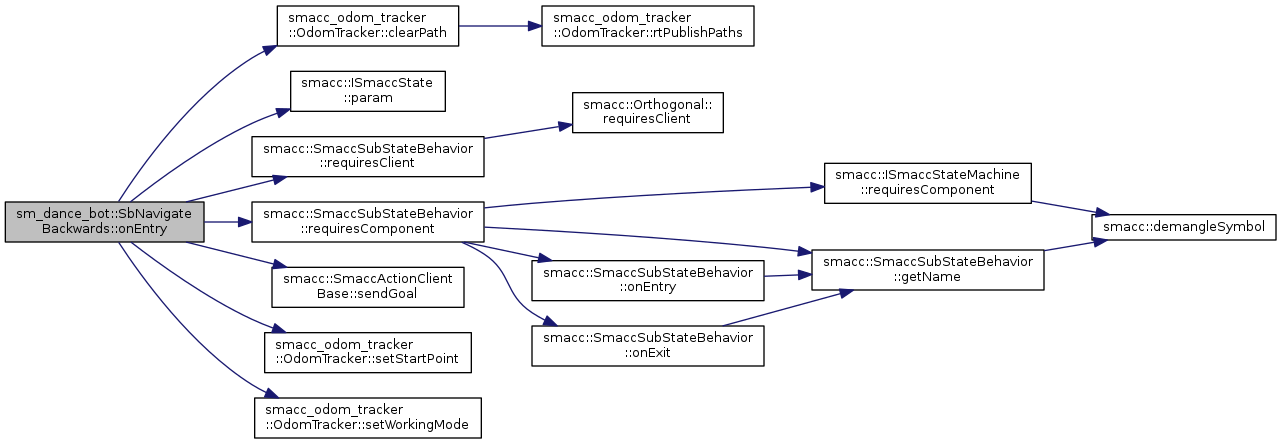 smacc_odom_tracker
::OdomTracker::clearPath
smacc_odom_tracker
::OdomTracker::rtPublishPaths
smacc::ISmaccState
::param
smacc::Orthogonal::
requiresClient
smacc::SmaccSubStateBehavior
::requiresClient
smacc::ISmaccStateMachine
::requiresComponent
sm_dance_bot::SbNavigate
Backwards::onEntry
smacc::SmaccSubStateBehavior
::requiresComponent
smacc::demangleSymbol
smacc::SmaccSubStateBehavior
::getName
smacc::SmaccSubStateBehavior
::onEntry
smacc::SmaccActionClient
Base::sendGoal
smacc::SmaccSubStateBehavior
::onExit
smacc_odom_tracker
::OdomTracker::setStartPoint
smacc_odom_tracker
::OdomTracker::setWorkingMode